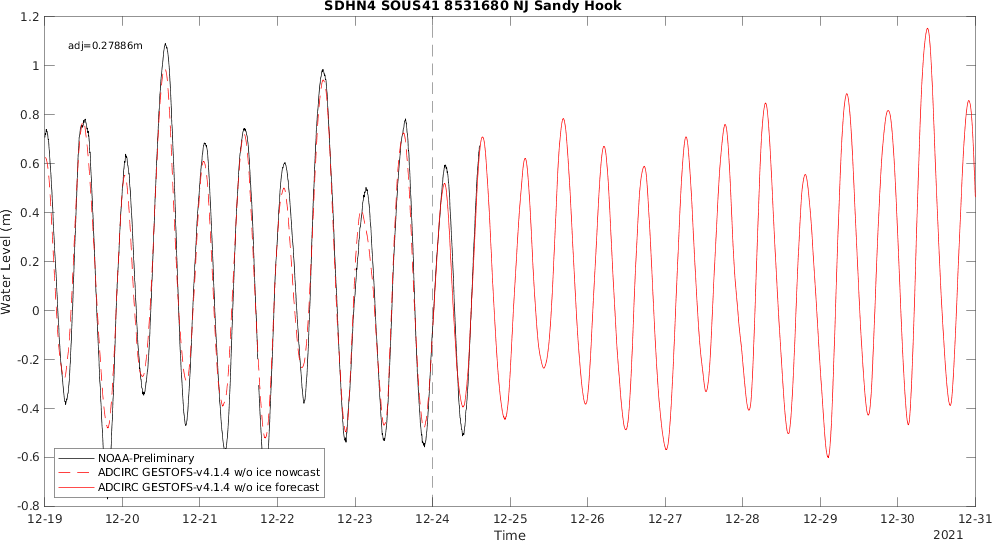 SDHN4 SOUS41 8531680 NJ Sandy Hook
adj=0.27886m
1.2
1
0.8
0.6
0.4
0.2
0
-0.2
-0.4
-0.6
-0.8
Water Level (m)
NOAA-Preliminary
ADCIRC GESTOFS-v4.1.4 w/o ice nowcast
ADCIRC GESTOFS-v4.1.4 w/o ice forecast
12-19 12-20 12-21 12-22 12-23 12-24 12-25 12-26 12-27 12-28 12-29 12-30 12-31
Time
2021